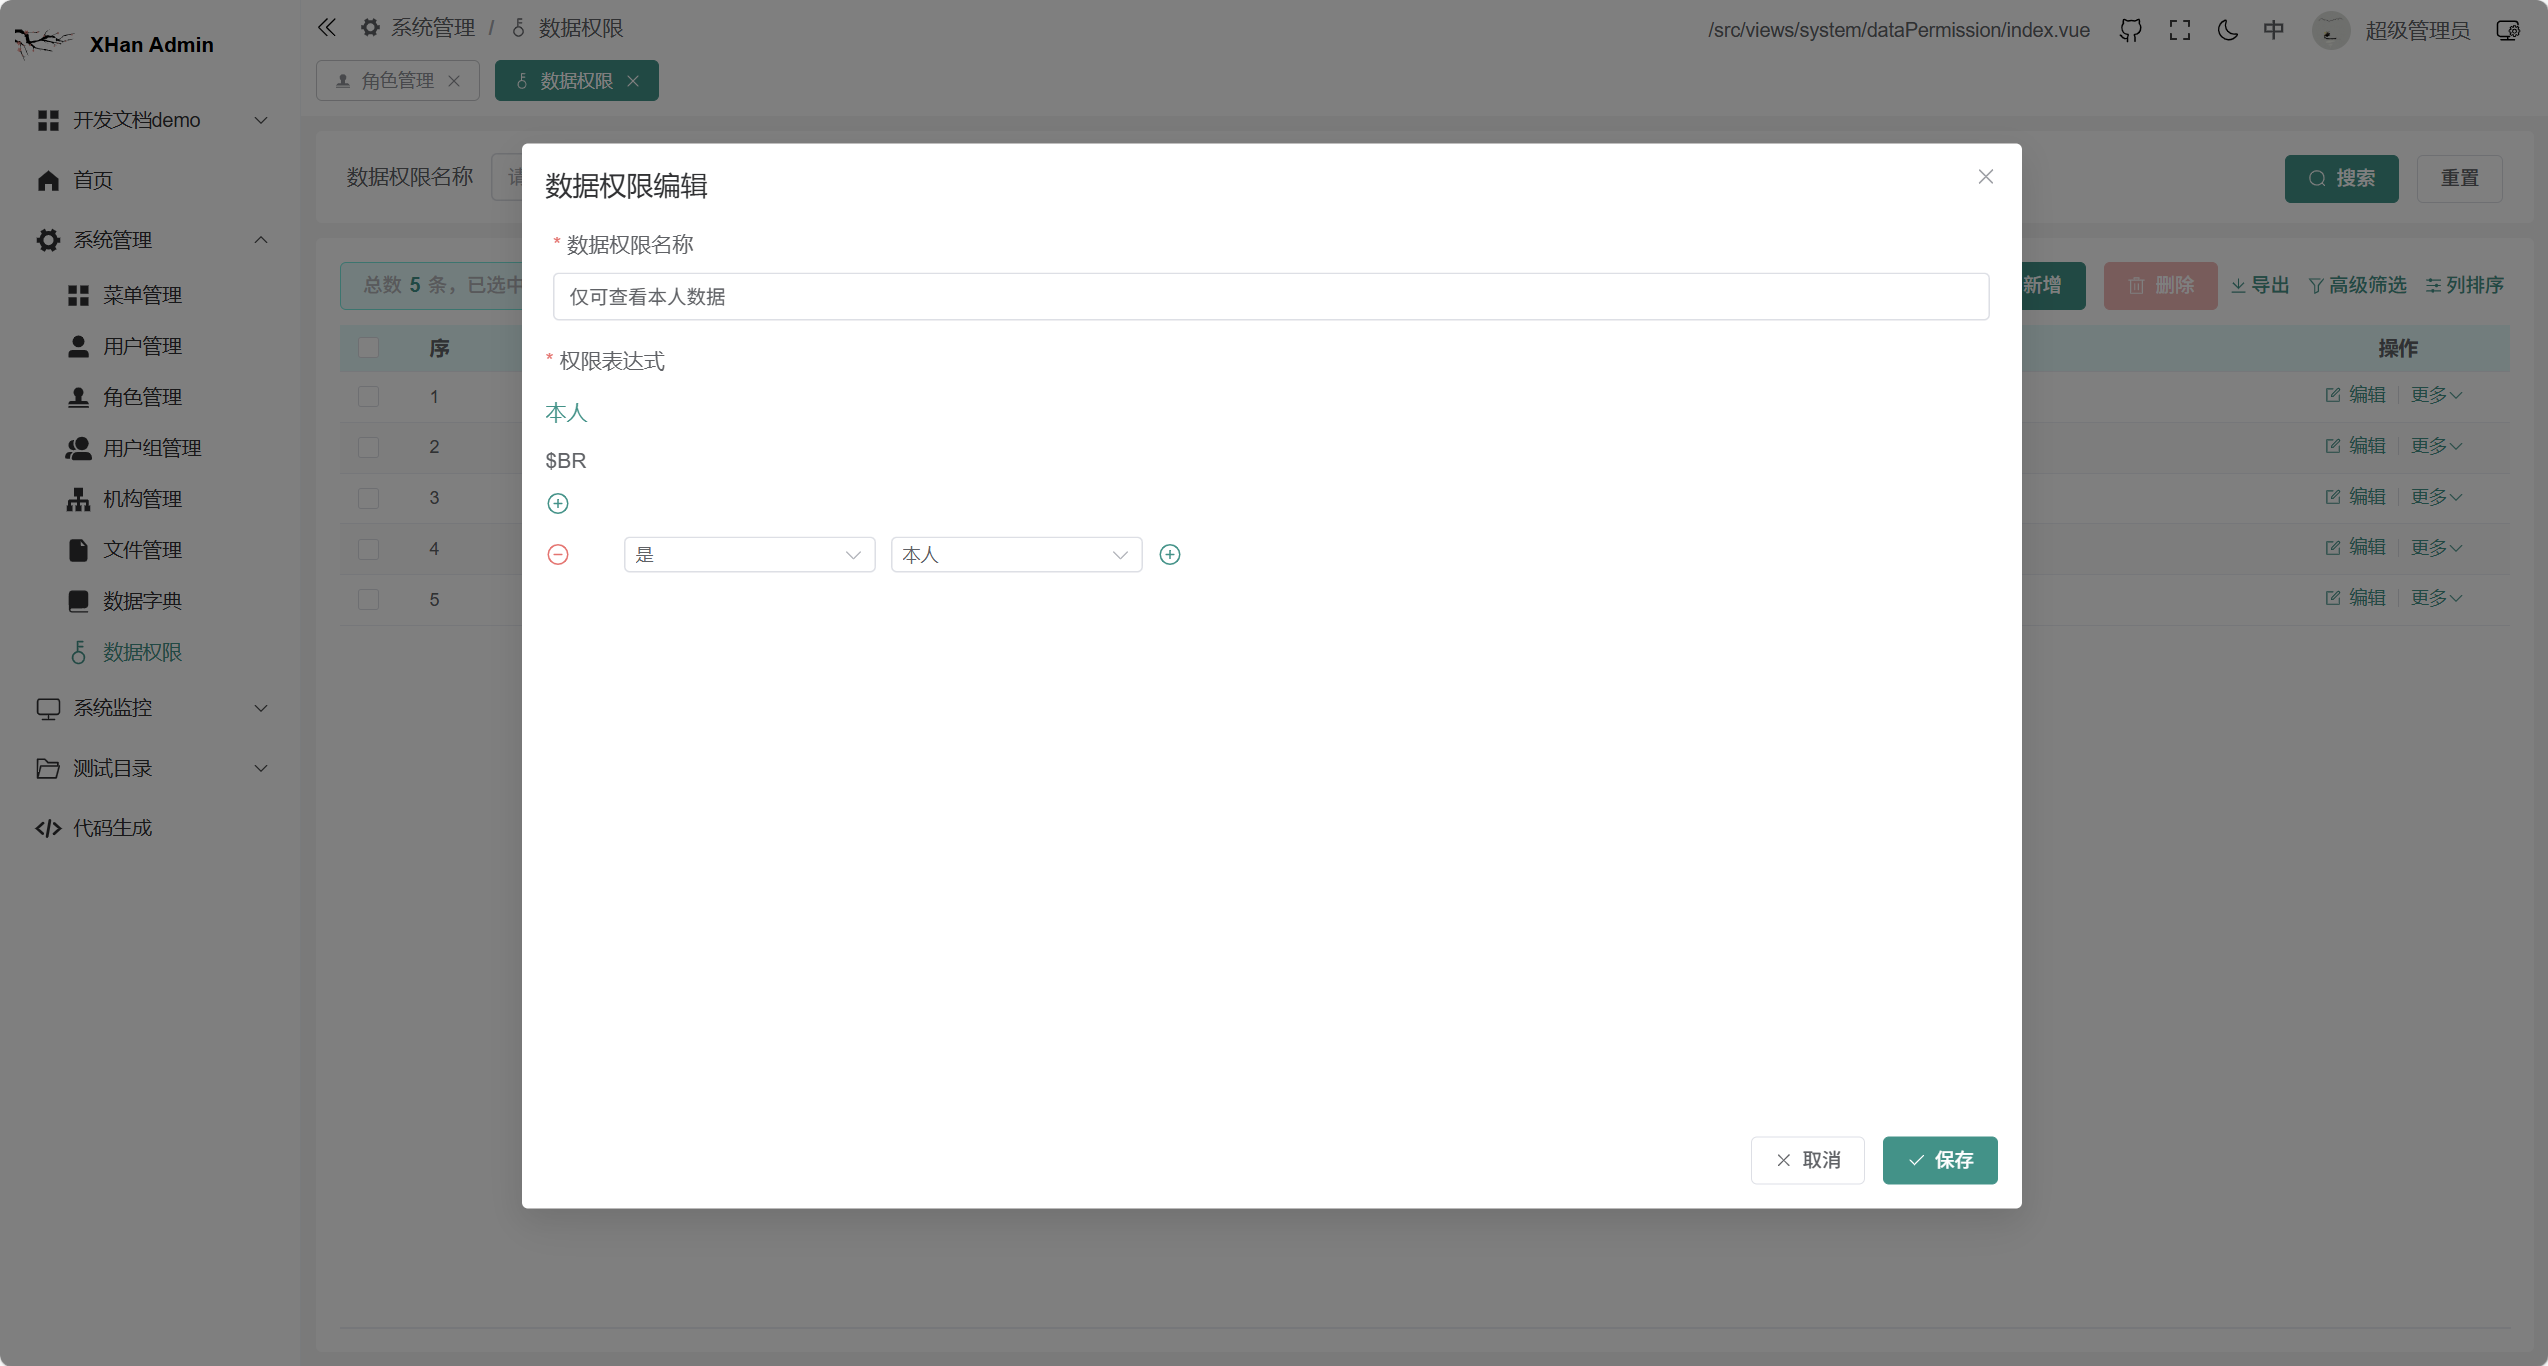 XHan Admin
系统管理 / 数据权限
/src/views/system/dataPermission/index.vue
中
超级管理员
角色管理
数据权限
开发文档demo
首页
系统管理
菜单管理
用户管理
角色管理
用户组管理
机构管理
文件管理
数据字典
数据权限
系统监控
测试目录
代码生成
数据权限名称
请
搜索
重置
总数 5 条，已选中
新增
删除
导出
高级筛选
列排序
序
操作
1
编辑
更多
2
编辑
更多
3
编辑
更多
4
编辑
更多
5
编辑
更多
数据权限编辑
* 数据权限名称
仅可查看本人数据
* 权限表达式
本人
$BR
是
本人
取消
保存